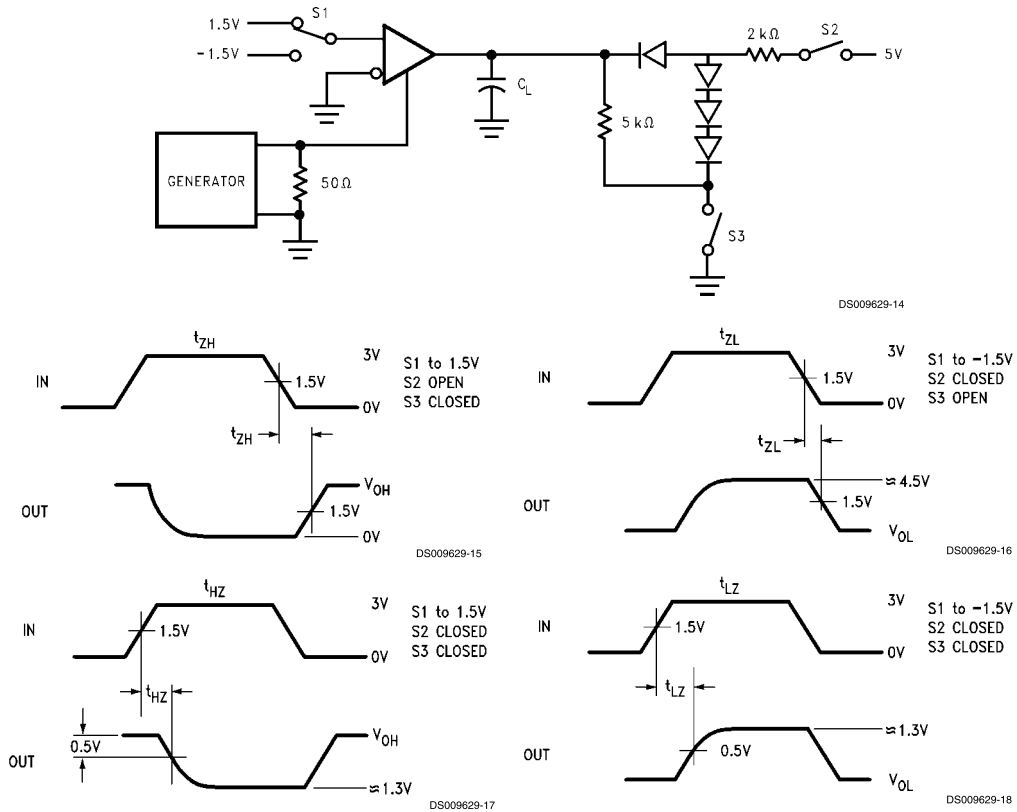 1.5V
S1
-1.5V
C_L
2 kΩ
S2
5V
5 kΩ
GENERATOR
50Ω
S3
DS009629-14
t_ZH
IN
3V
1.5V
0V
S1 to 1.5V
S2 OPEN
S3 CLOSED
t_ZH
OUT
V_OH
1.5V
0V
DS009629-15
t_ZL
IN
3V
1.5V
0V
S1 to −1.5V
S2 CLOSED
S3 OPEN
t_ZL
OUT
≈ 4.5V
1.5V
V_OL
DS009629-16
t_HZ
IN
3V
1.5V
0V
S1 to 1.5V
S2 CLOSED
S3 CLOSED
t_HZ
OUT
0.5V
V_OH
≈ 1.3V
DS009629-17
t_LZ
IN
3V
1.5V
0V
S1 to −1.5V
S2 CLOSED
S3 CLOSED
t_LZ
OUT
≈ 1.3V
0.5V
V_OL
DS009629-18